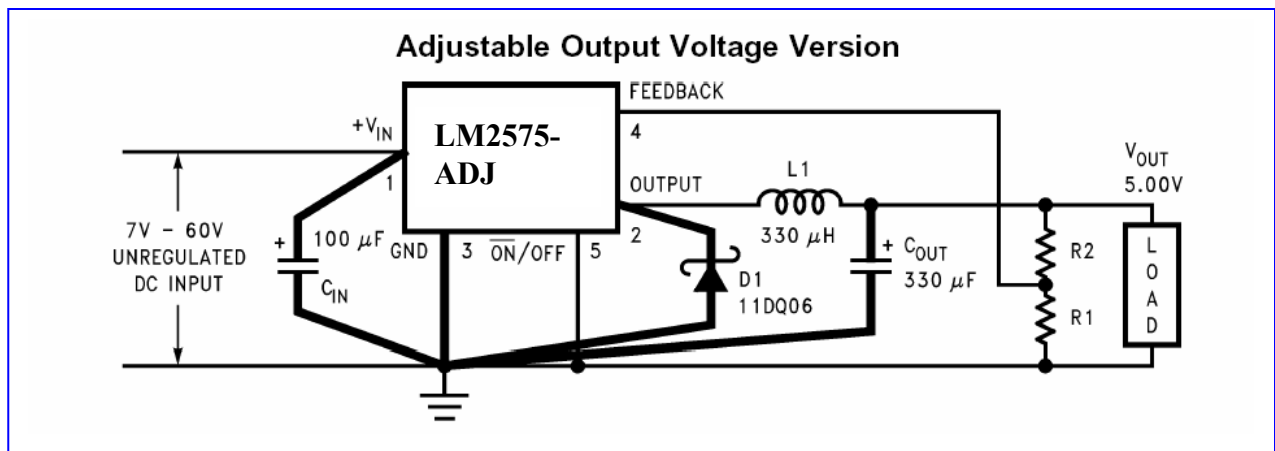 Adjustable Output Voltage Version
FEEDBACK
+VIN
LM2575-
ADJ
4
1
VOUT
5.00V
L1
OUTPUT
7V – 60V
UNREGULATED
DC INPUT
+
100 μF
CIN
GND
3
ON/OFF
5
2
330 μH
D1
11DQ06
+
COUT
330 μF
R2
R1
LOAD